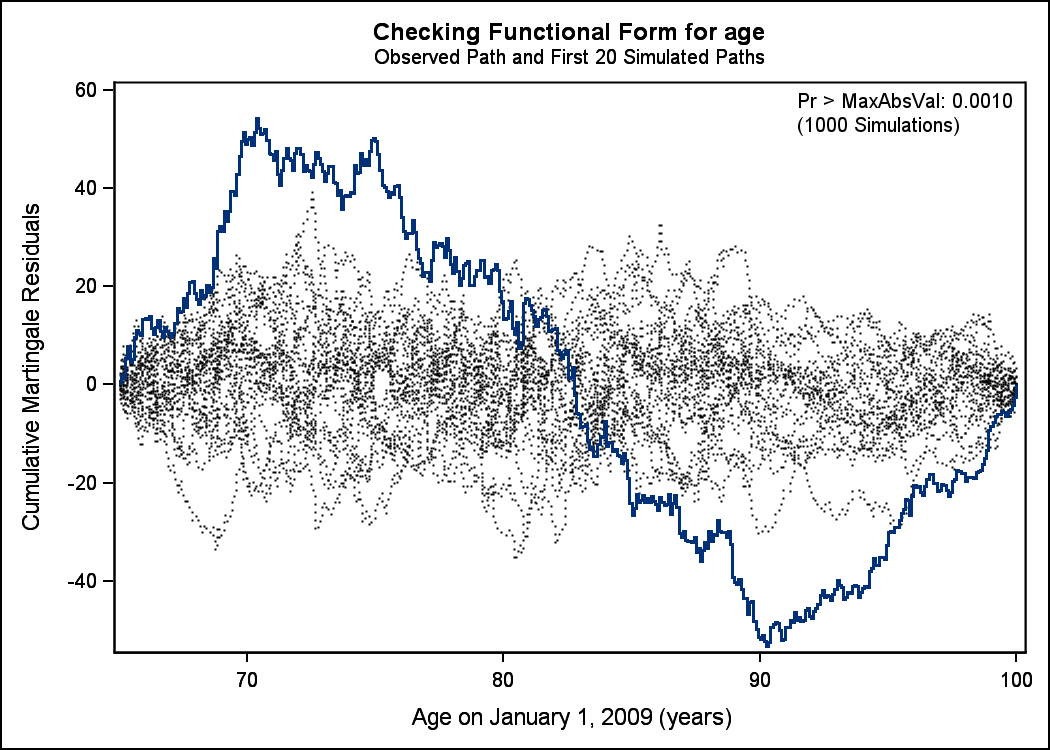 Checking Functional Form for age
Observed Path and First 20 Simulated Paths
Pr > MaxAbsVal: 0.0010
(1000 Simulations)
Cumulative Martingale Residuals
60
40
20
0
-20
-40
70
80
90
100
Age on January 1, 2009 (years)